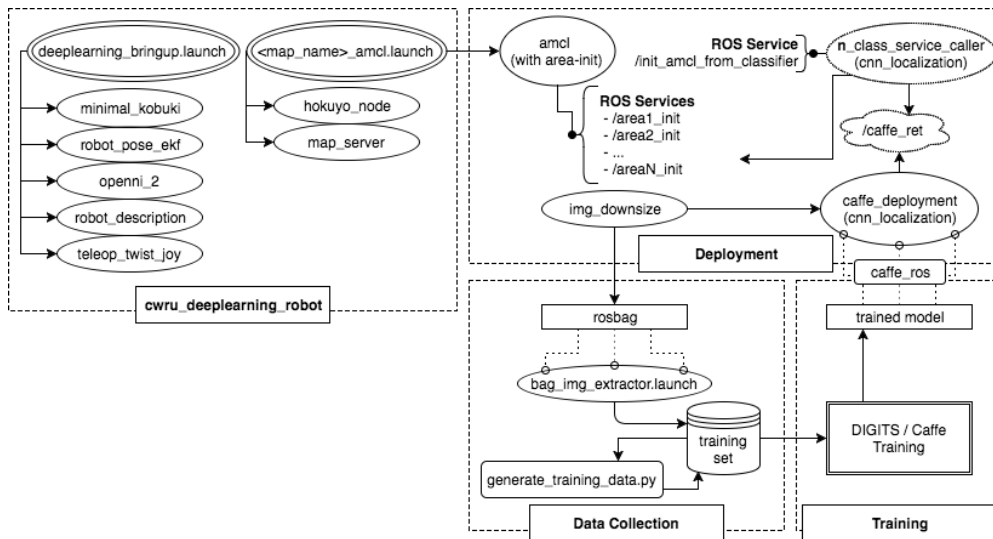 deeplearning_bringup.launch
<map_name>_amcl.launch
minimal_kobuki
robot_pose_ekf
openni_2
robot_description
teleop_twist_joy
hokuyo_node
map_server
cwru_deeplearning_robot
amcl
(with area-init)
ROS Service
/init_amcl_from_classifier
n_class_service_caller
(cnn_localization)
ROS Services
- /area1_init
- /area2_init
- ...
- /areaN_init
/caffe_ret
img_downsize
caffe_deployment
(cnn_localization)
Deployment
caffe_ros
rosbag
trained model
bag_img_extractor.launch
training
set
generate_training_data.py
DIGITS / Caffe
Training
Data Collection
Training